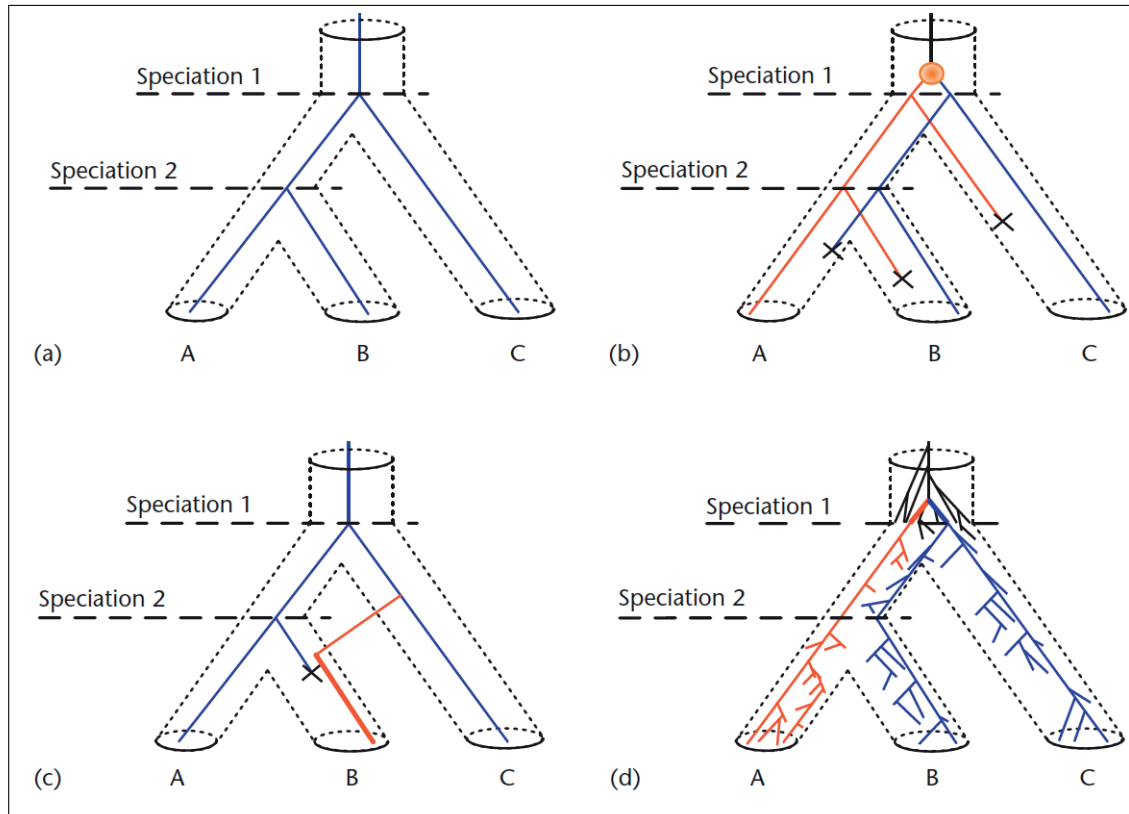 Speciation 1
Speciation 2
(a) A B C
Speciation 1
Speciation 2
(b) A B C
Speciation 1
Speciation 2
(c) A B C
Speciation 1
Speciation 2
(d) A B C